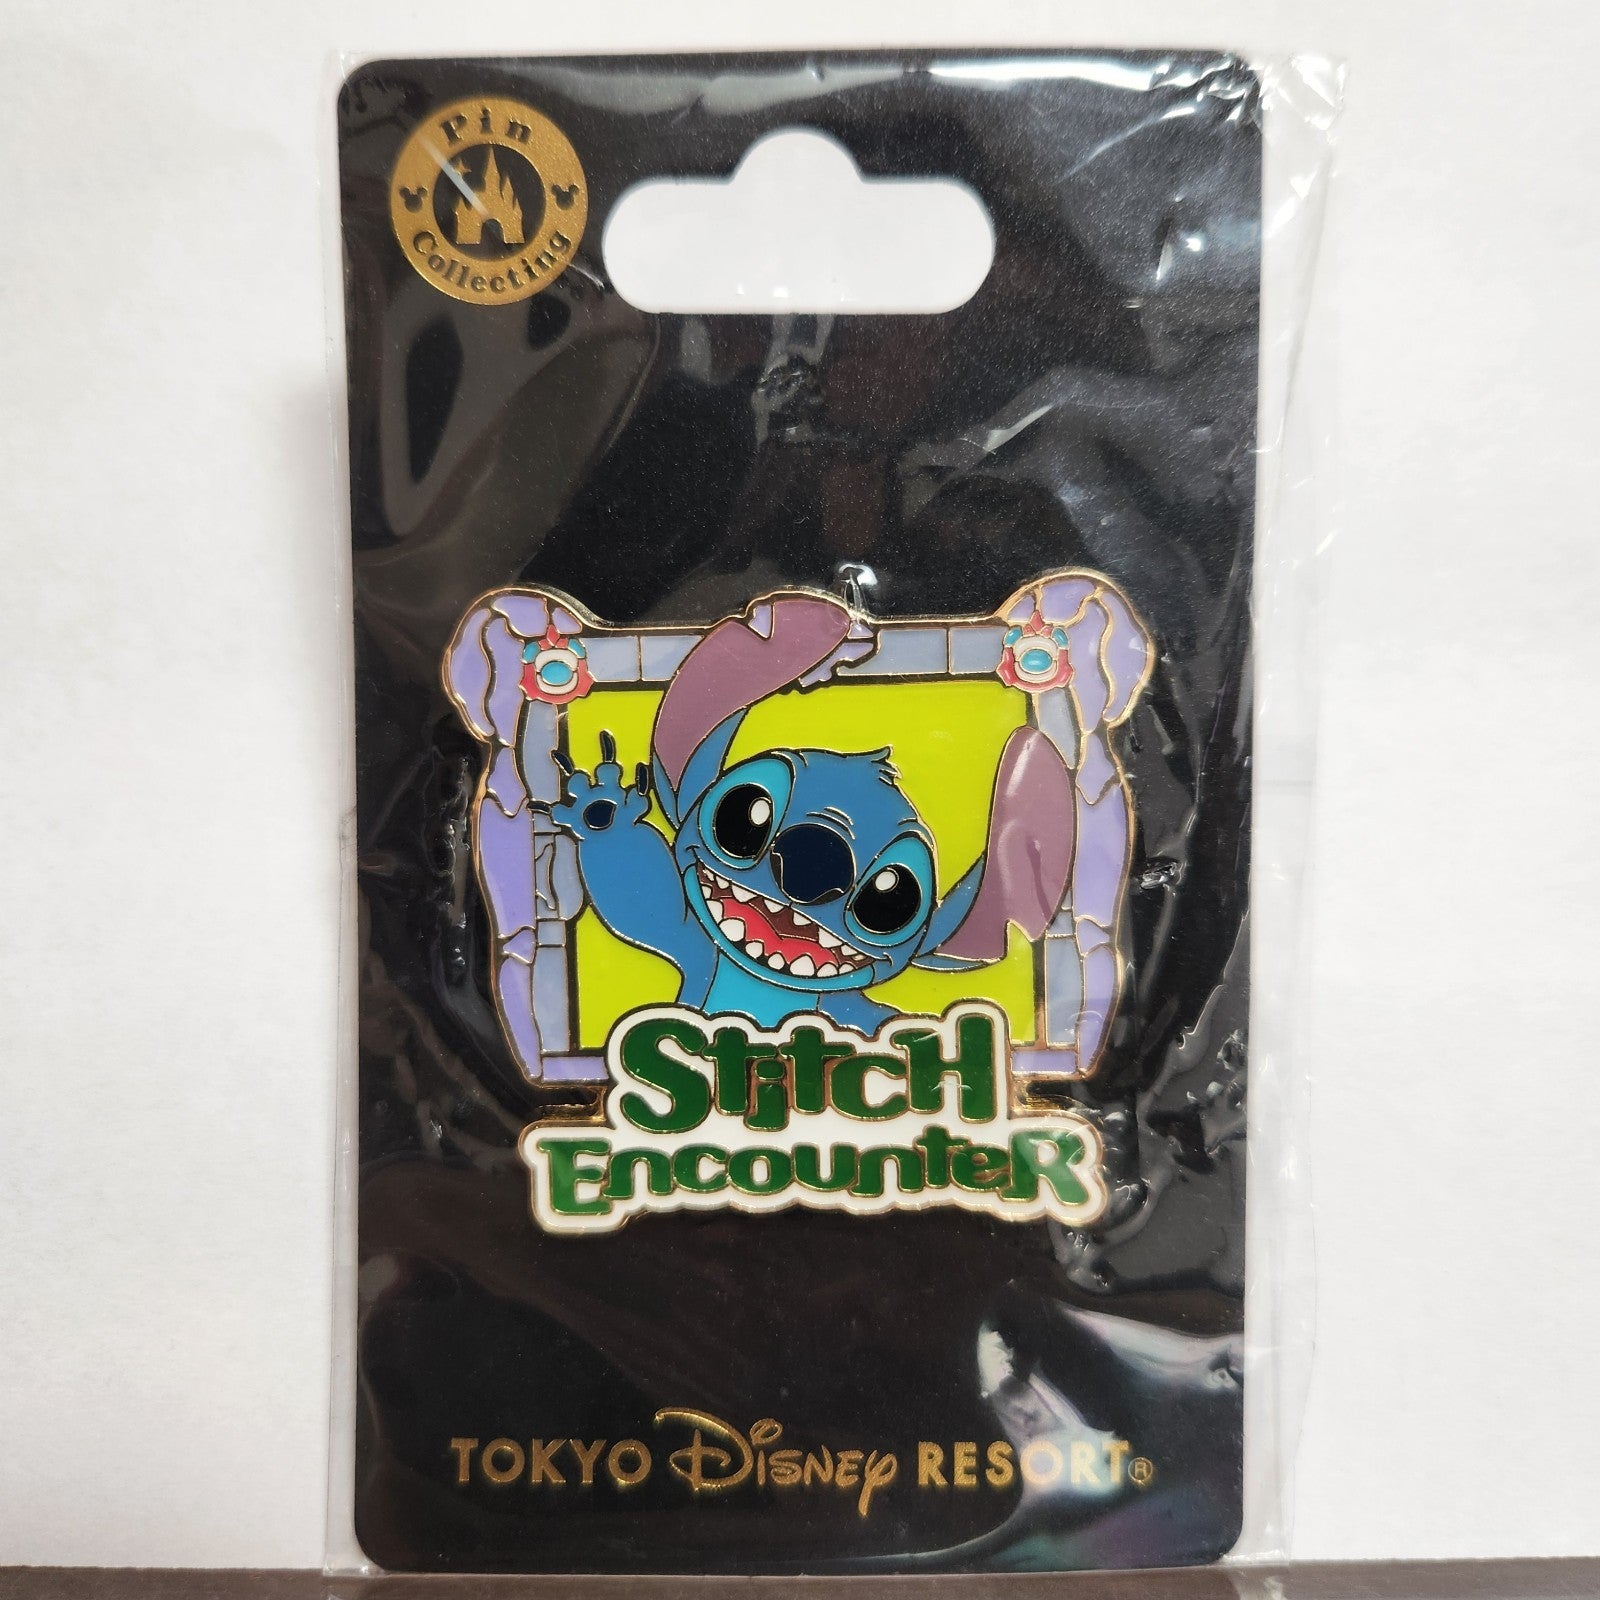 Pin
Collecting
Stitch
Encounter
TOKYO Disney RESORT®